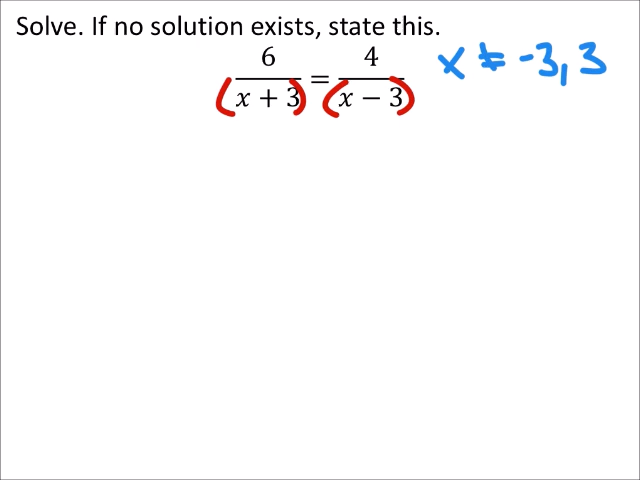 Solve. If no solution exists, state this.
6/(x + 3) = 4/(x − 3) x ≠ -3, 3